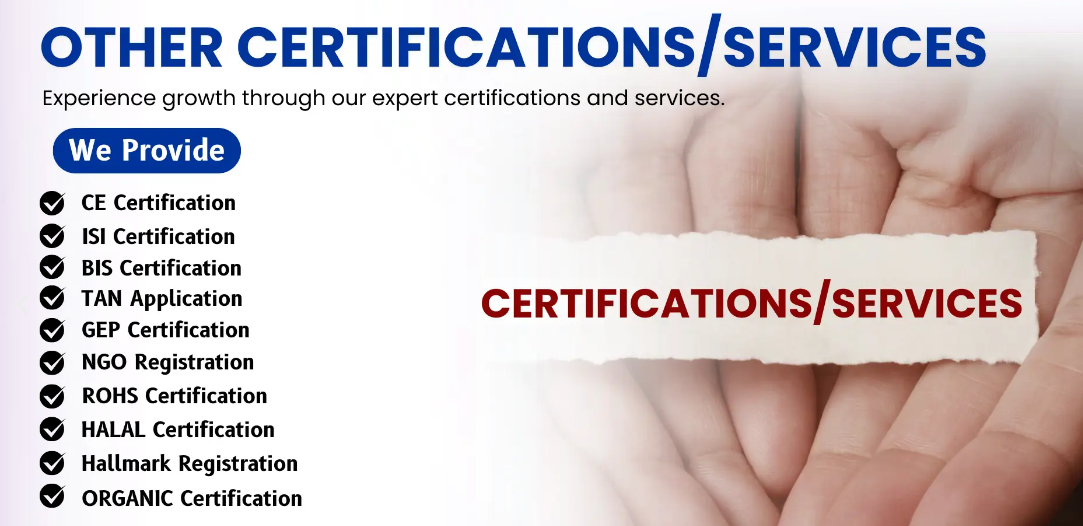 OTHER CERTIFICATIONS/SERVICES
Experience growth through our expert certifications and services.
We Provide
CE Certification
ISI Certification
BIS Certification
TAN Application
GEP Certification
NGO Registration
ROHS Certification
HALAL Certification
Hallmark Registration
ORGANIC Certification
CERTIFICATIONS/SERVICES